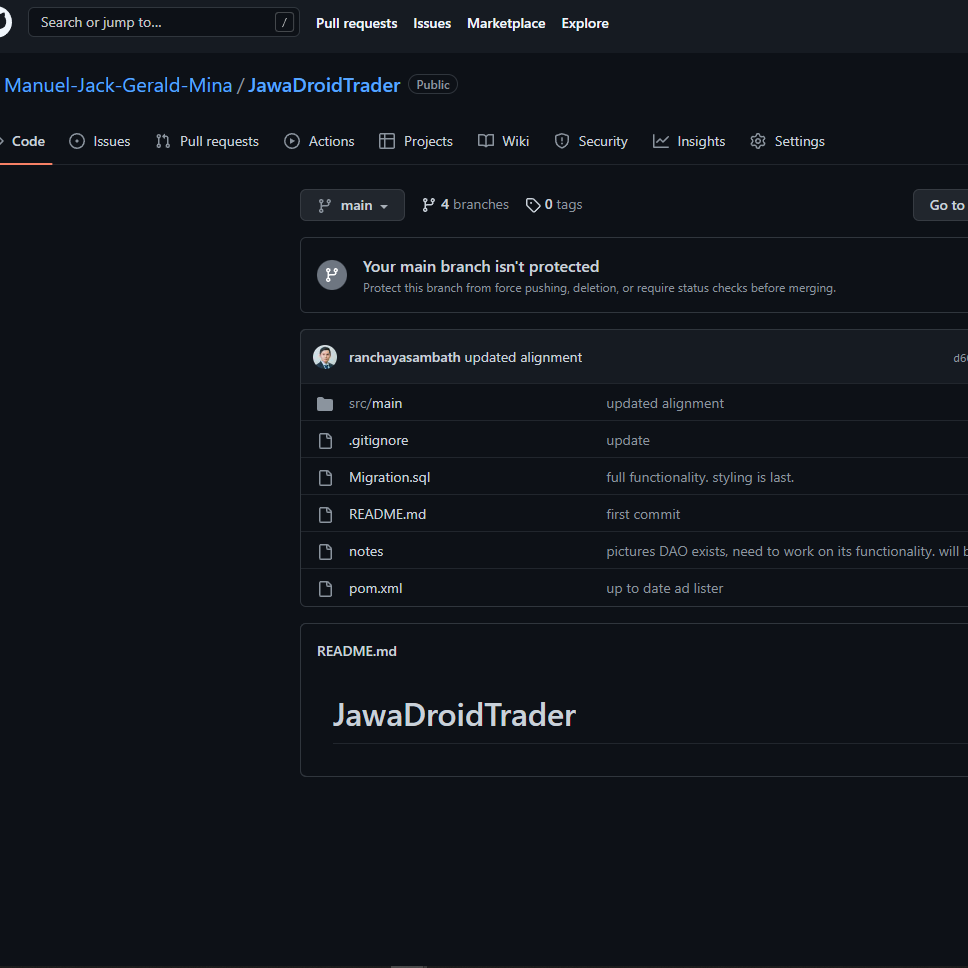 Search or jump to... /
Pull requests Issues Marketplace Explore
Manuel-Jack-Gerald-Mina / JawaDroidTrader Public
Code Issues Pull requests Actions Projects Wiki Security Insights Settings
main 4 branches 0 tags Go to
Your main branch isn't protected
Protect this branch from force pushing, deletion, or require status checks before merging.
ranchayasambath updated alignment
src/main updated alignment
.gitignore update
Migration.sql full functionality. styling is last.
README.md first commit
notes pictures DAO exists, need to work on its functionality. will
pom.xml up to date ad lister
README.md
JawaDroidTrader